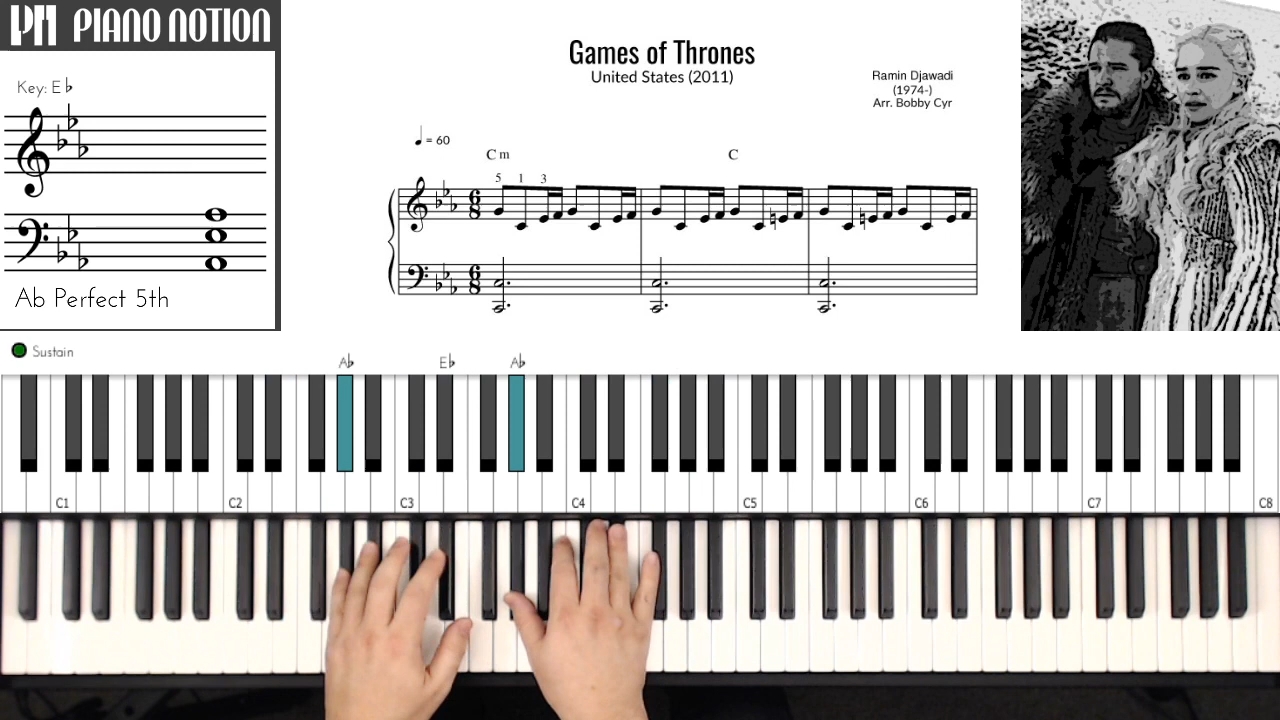 PIANO NOTION
Key: E♭
Ab Perfect 5th
Games of Thrones
United States (2011)
Ramin Djawadi
(1974-)
Arr. Bobby Cyr
♩ = 60
Cm C
5 1 3
6 8
6 8
Sustain
A♭ E♭ A♭
C1 C2 C3 C4 C5 C6 C7 C8